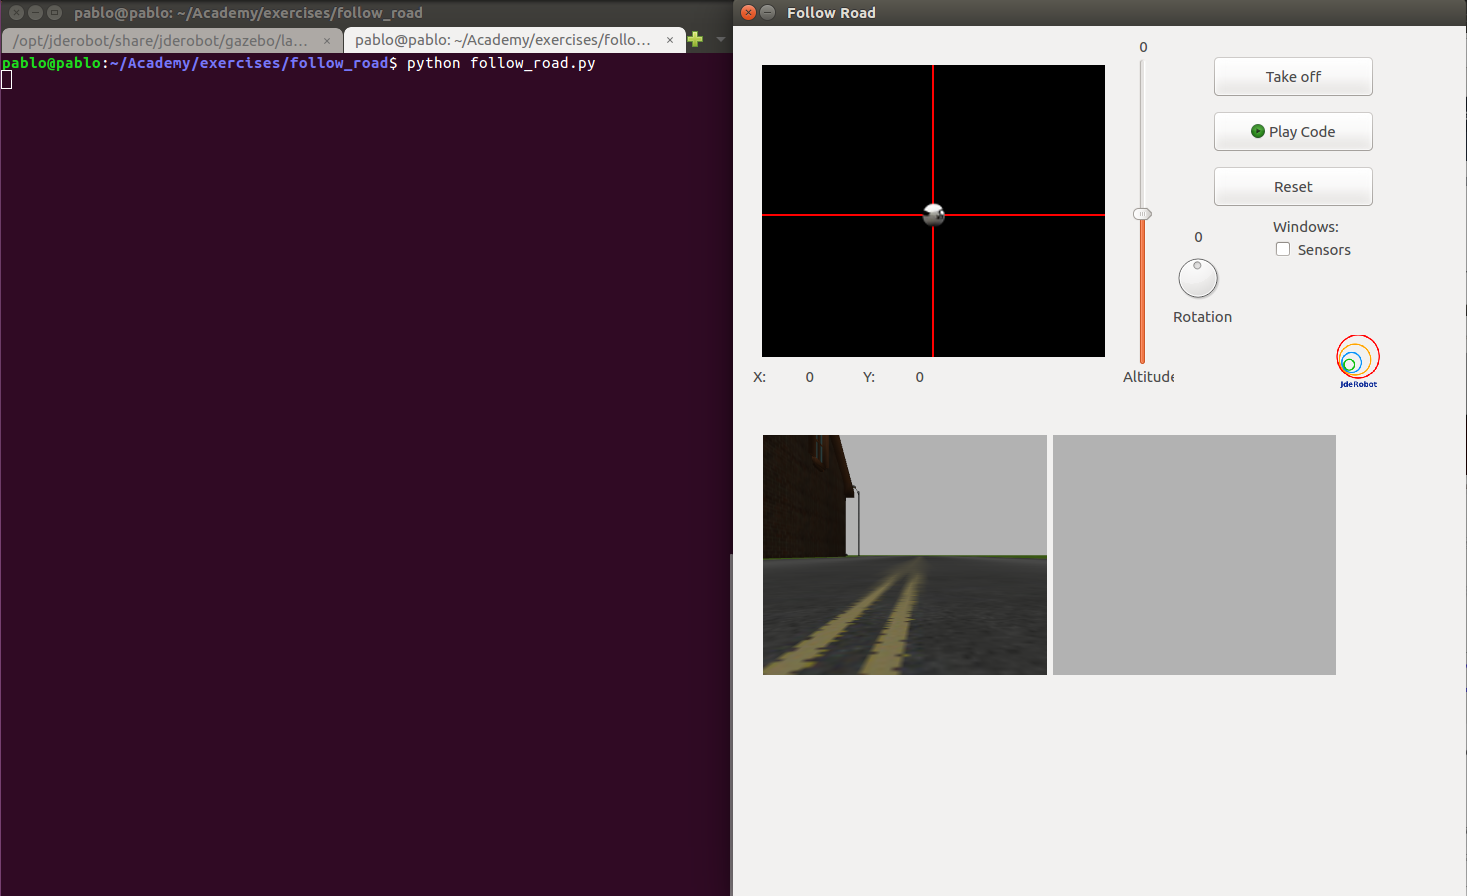 pablo@pablo: ~/Academy/exercises/follow_road
/opt/jderobot/share/jderobot/gazebo/la... ×
pablo@pablo: ~/Academy/exercises/follo... ×
pablo@pablo:~/Academy/exercises/follow_road$ python follow_road.py
Follow Road
0
Take off
Play Code
Reset
Windows:
Sensors
0
Rotation
X: 0 Y: 0
Altitude
JdeRobot